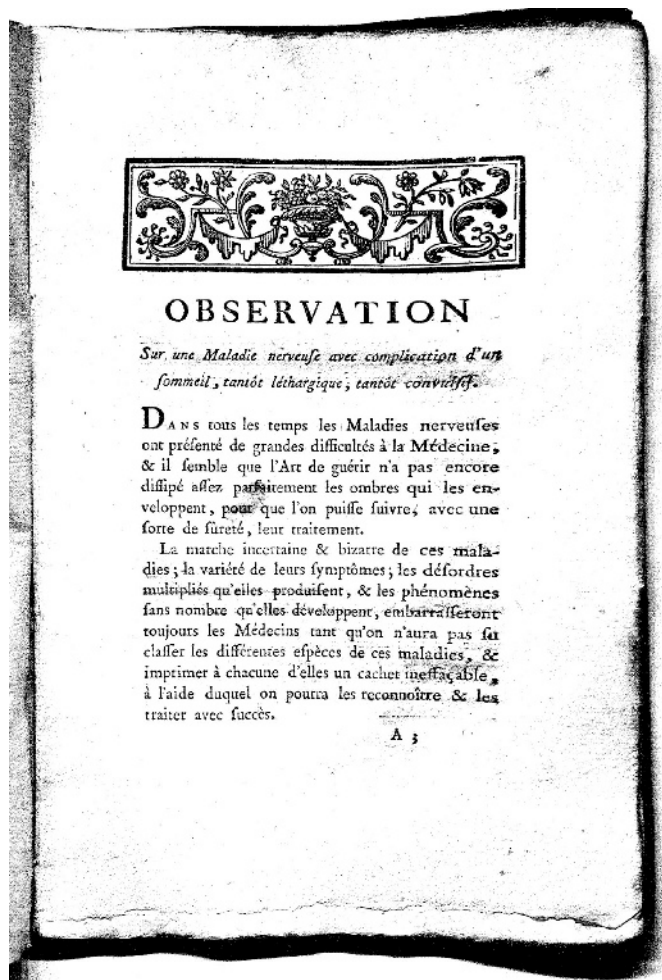 OBSERVATION
Sur une Maladie nerveuſe avec complication d'un
ſommeil, tantôt léthargique, tantôt convulſif.
DANS tous les temps les Maladies nerveuſes
ont préſenté de grandes difficultés à la Médecine,
& il ſemble que l'Art de guérir n'a pas encore
diſſipé aſſez parfaitement les ombres qui les en-
veloppent, pour que l'on puiſſe ſuivre, avec une
ſorte de ſûreté, leur traitement.
La marche incertaine & bizarre de ces mala-
dies; la variété de leurs ſymptômes; les déſordres
multipliés qu'elles produiſent, & les phénomènes
ſans nombre qu'elles développent, embarraſſeront
toujours les Médecins tant qu'on n'aura pas ſu
claſſer les différentes eſpèces de ces maladies, &
imprimer à chacune d'elles un cachet ineffaçable,
à l'aide duquel on pourra les reconnoître & les
traiter avec ſuccès.
A 3